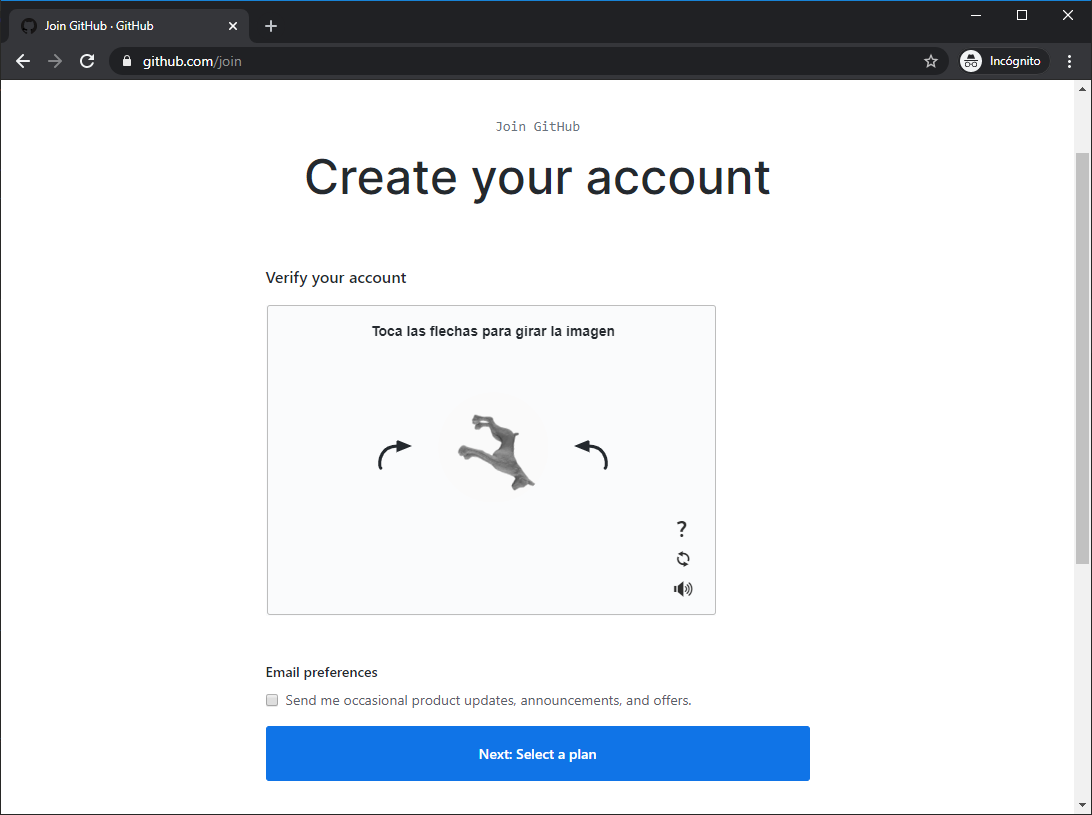 Join GitHub · GitHub
github.com/join
Incógnito
Join GitHub
Create your account
Verify your account
Toca las flechas para girar la imagen
?
Email preferences
Send me occasional product updates, announcements, and offers.
Next: Select a plan